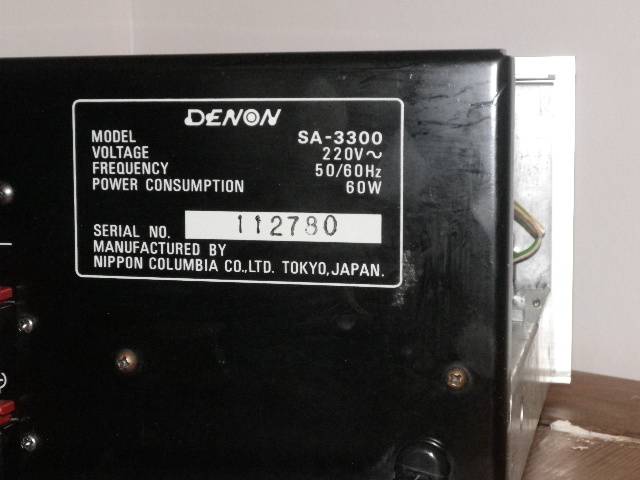 DENON
MODEL SA-3300
VOLTAGE 220V~
FREQUENCY 50/60Hz
POWER CONSUMPTION 60W
SERIAL NO. 112780
MANUFACTURED BY
NIPPON COLUMBIA CO.,LTD. TOKYO,JAPAN.